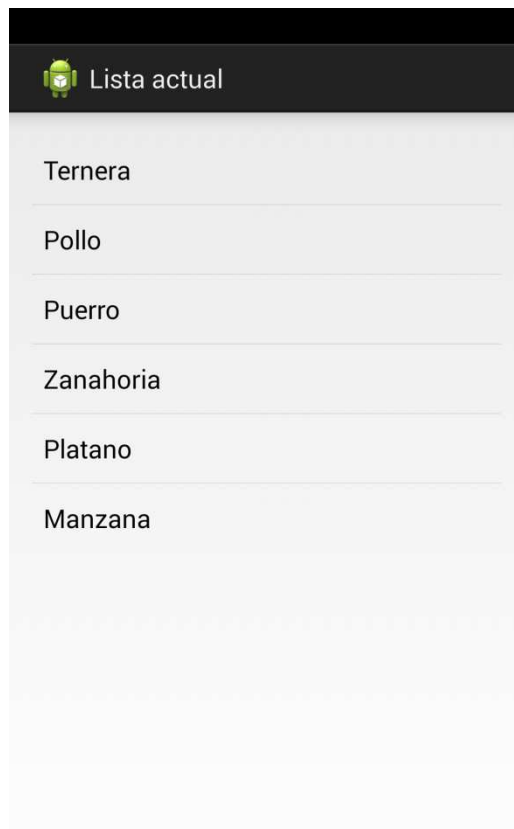 Lista actual
Ternera
Pollo
Puerro
Zanahoria
Platano
Manzana